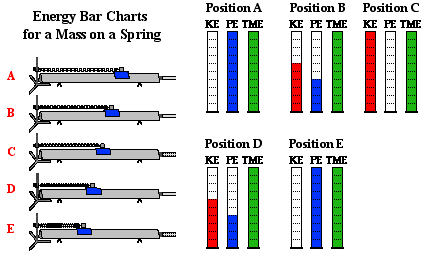 Energy Bar Charts
for a Mass on a Spring
A
B
C
D
E
Position A
KE PE TME
Position B
KE PE TME
Position C
KE PE TME
Position D
KE PE TME
Position E
KE PE TME